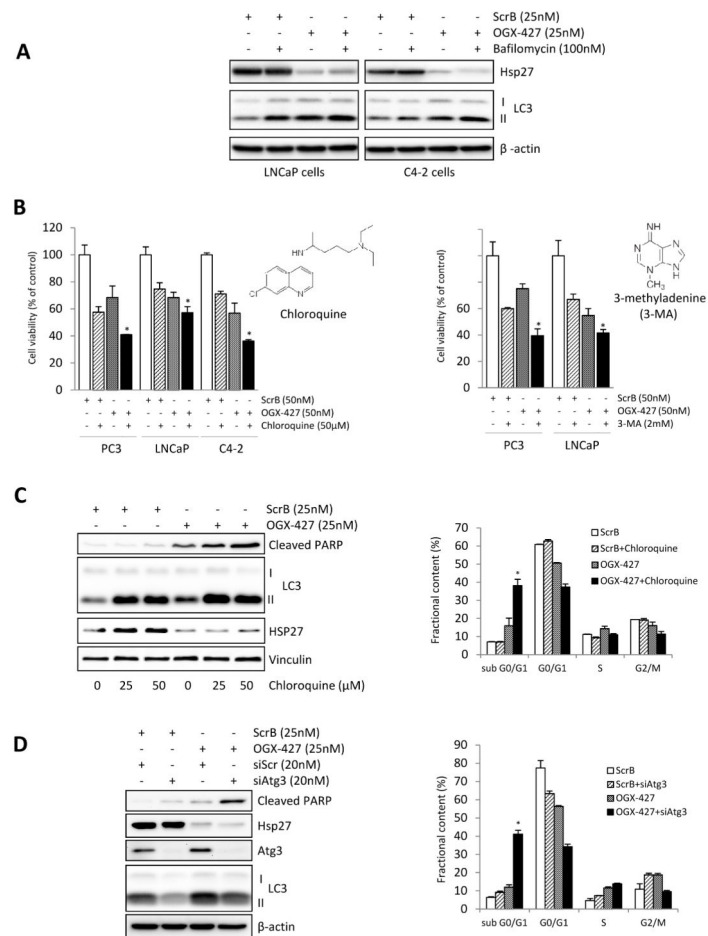 A
+ + - - + + - - ScrB (25nM)
- - + + - - + + OGX-427 (25nM)
- + - + - + - + Bafilomycin (100nM)
Hsp27
I
II
LC3
β -actin
LNCaP cells
C4-2 cells
B
Cell viability (% of control)
120
100
80
60
40
20
0
* * *
HN
N
Cl
N
Chloroquine
+ + - - + + - - + + - - ScrB (50nM)
- - + + - - + + - - + + OGX-427 (50nM)
- + - + - + - + - + - + Chloroquine (50µM)
PC3 LNCaP C4-2
Cell viability (% of control)
120
100
80
60
40
20
0
* *
NH
N
N
N
N
H
CH3
3-methyladenine
(3-MA)
+ + - - + + - - ScrB (50nM)
- - + + - - + + OGX-427 (50nM)
- + - + - + - + 3-MA (2mM)
PC3 LNCaP
C
+ + + - - - ScrB (25nM)
- - - + + + OGX-427 (25nM)
Cleaved PARP
I
LC3
II
HSP27
Vinculin
0 25 50 0 25 50 Chloroquine (µM)
Fractional content (%)
70
60
50
40
30
20
10
0
*
ScrB
ScrB+Chloroquine
OGX-427
OGX-427+Chloroquine
sub G0/G1 G0/G1 S G2/M
D
+ + - - ScrB (25nM)
- - + + OGX-427 (25nM)
+ - + - siScr (20nM)
- + - + siAtg3 (20nM)
Cleaved PARP
Hsp27
Atg3
I
LC3
II
β-actin
Fractional content (%)
90
80
70
60
50
40
30
20
10
0
*
ScrB
ScrB+siAtg3
OGX-427
OGX-427+siAtg3
sub G0/G1 G0/G1 S G2/M